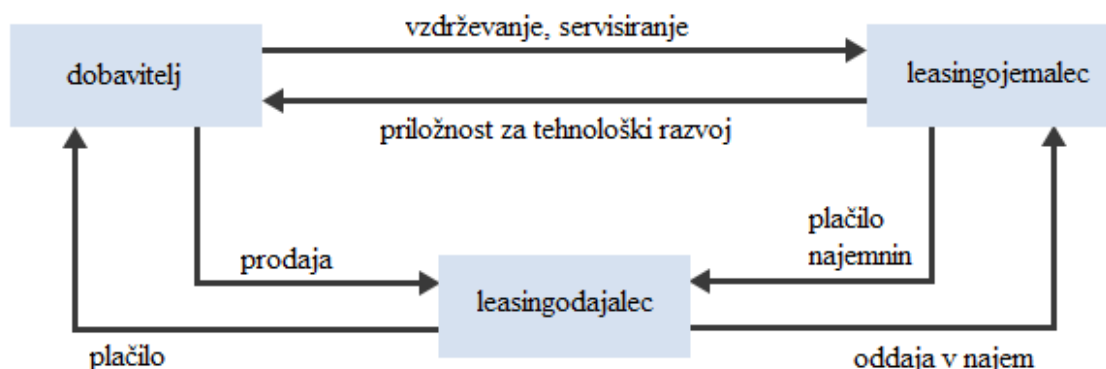 vzdrževanje, servisiranje
dobavitelj
leasingojemalec
priložnost za tehnološki razvoj
plačilo
najemnin
prodaja
leasingodajalec
plačilo
oddaja v najem